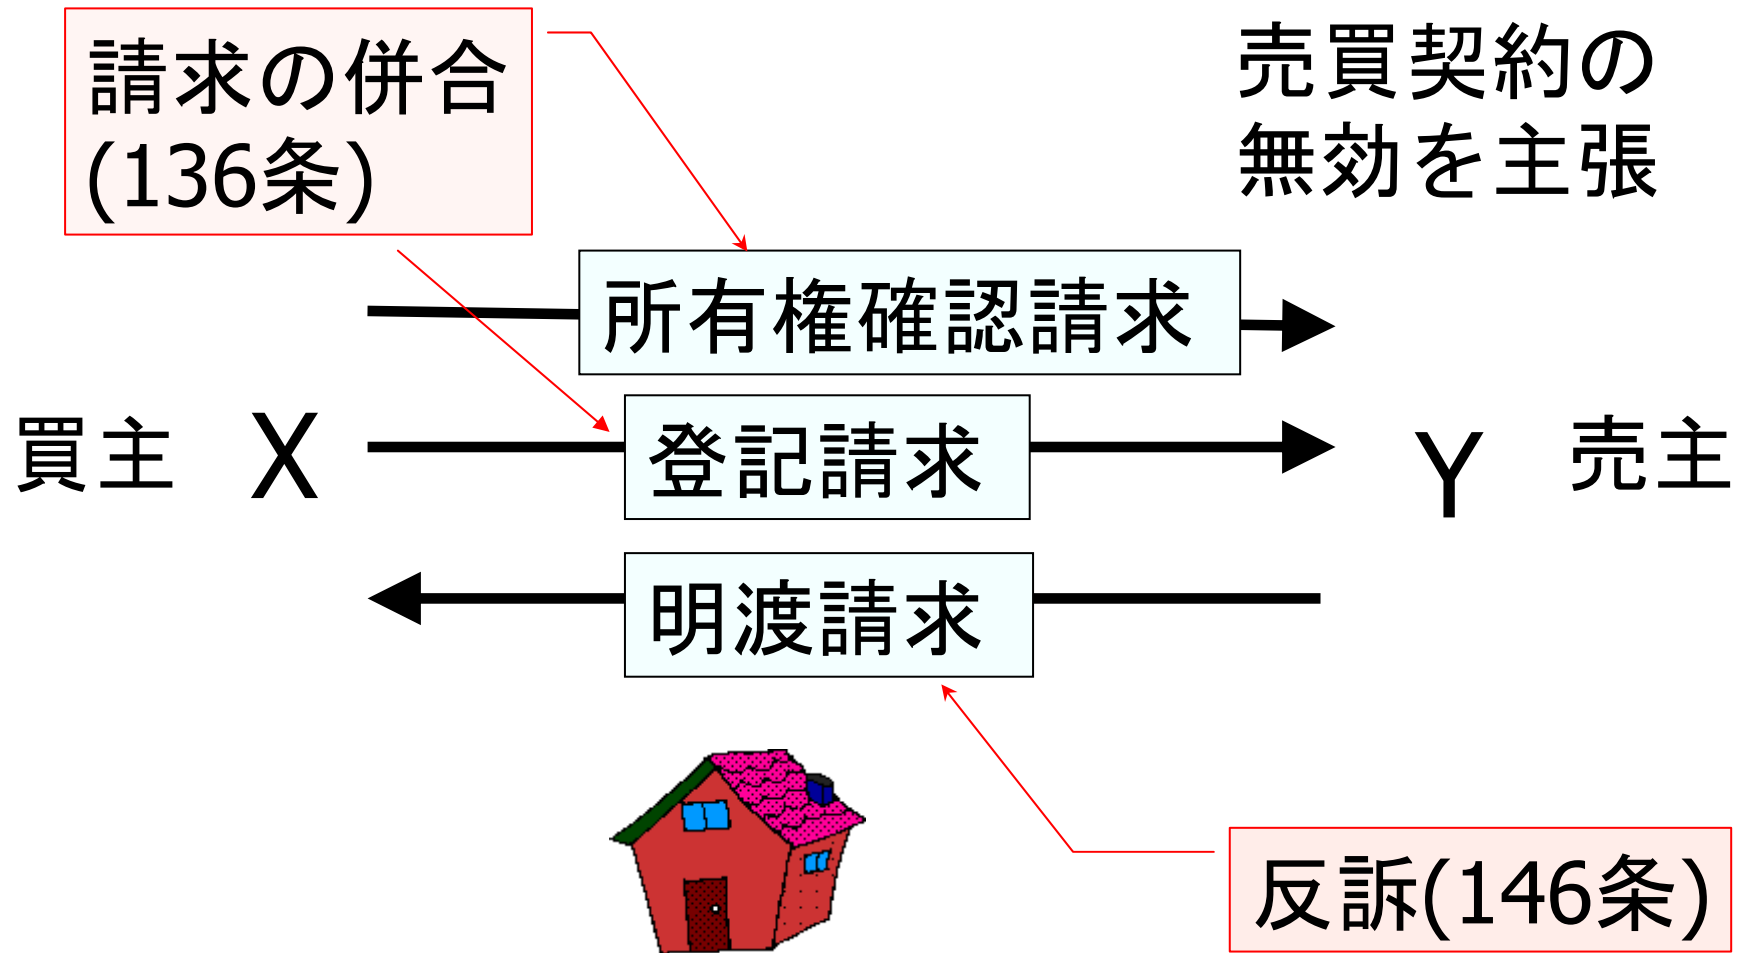 請求の併合
(136条)
売買契約の
無効を主張
所有権確認請求
買主 X
登記請求
Y 売主
明渡請求
反訴(146条)